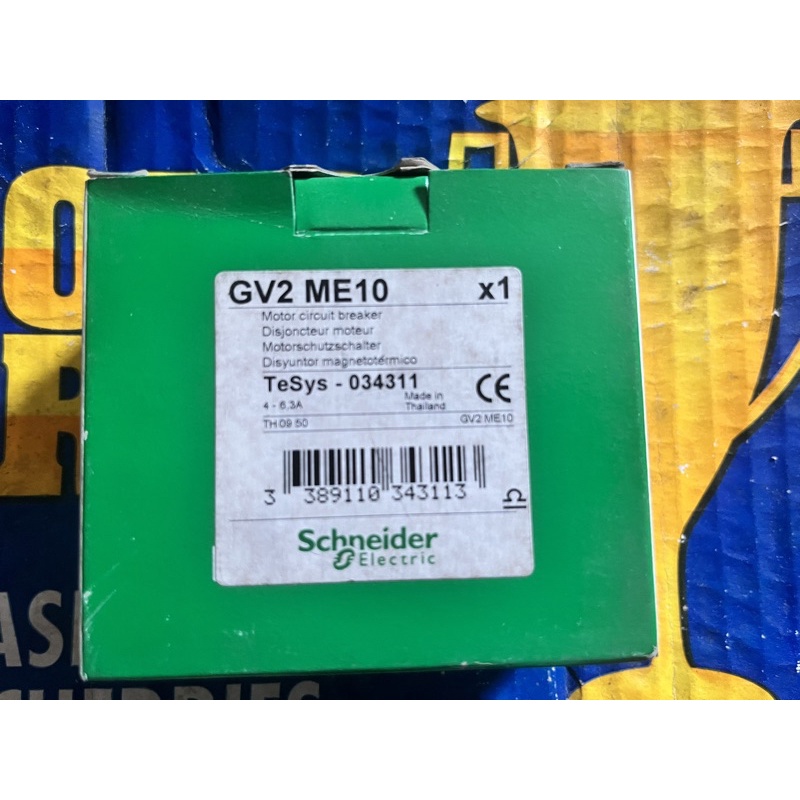 GV2 ME10 x1
Motor circuit breaker
Disjoncteur moteur
Motorschutzschalter
Disyuntor magnetotérmico
TeSys - 034311
4 - 6,3A
Made in
Thailand
CE
TH 09 50 GV2 ME10
3 389110 343113
Schneider
Electric